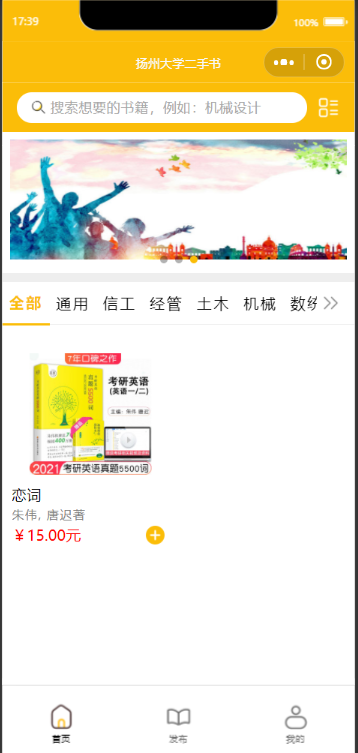 17:39
100%
扬州大学二手书
搜索想要的书籍，例如：机械设计
全部 通用 信工 经管 土木 机械 数
7年口碑之作
考研英语
(英语一/二)
2021 考研英语真题5500词
恋词
朱伟, 唐迟著
￥15.00元
首页 发布 我的